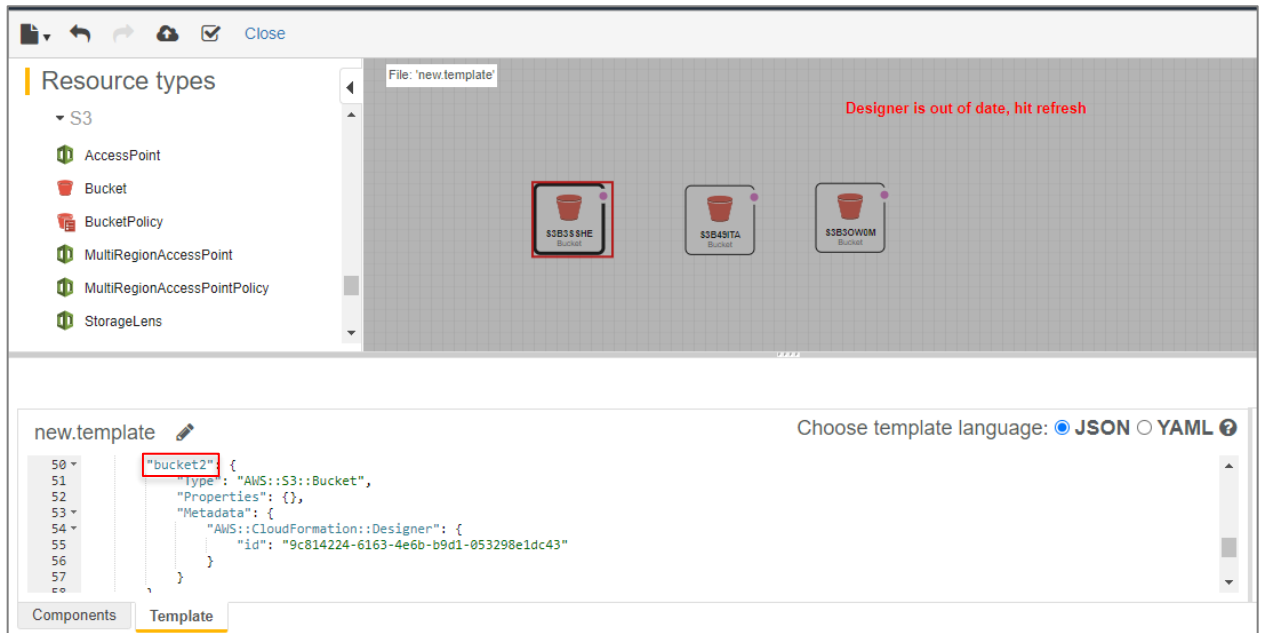 Close
Resource types
S3
AccessPoint
Bucket
BucketPolicy
MultiRegionAccessPoint
MultiRegionAccessPointPolicy
StorageLens
File: 'new.template'
Designer is out of date, hit refresh
S3B3SSHE
Bucket
S3B49ITA
Bucket
S3B3OW0M
Bucket
new.template
Choose template language: JSON YAML
50 "bucket2": {
51 "Type": "AWS::S3::Bucket",
52 "Properties": {},
53 "Metadata": {
54 "AWS::CloudFormation::Designer": {
55 "id": "9c814224-6163-4e6b-b9d1-053298e1dc43"
56 }
57 }
58 }
Components Template